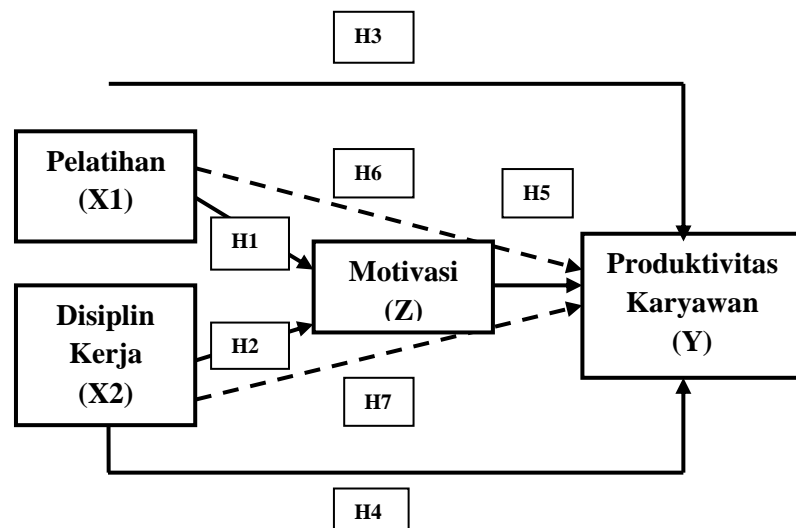 H3
Pelatihan
(X1)
H6
H5
H1
Motivasi
(Z)
Produktivitas
Karyawan
(Y)
Disiplin
Kerja
(X2)
H2
H7
H4